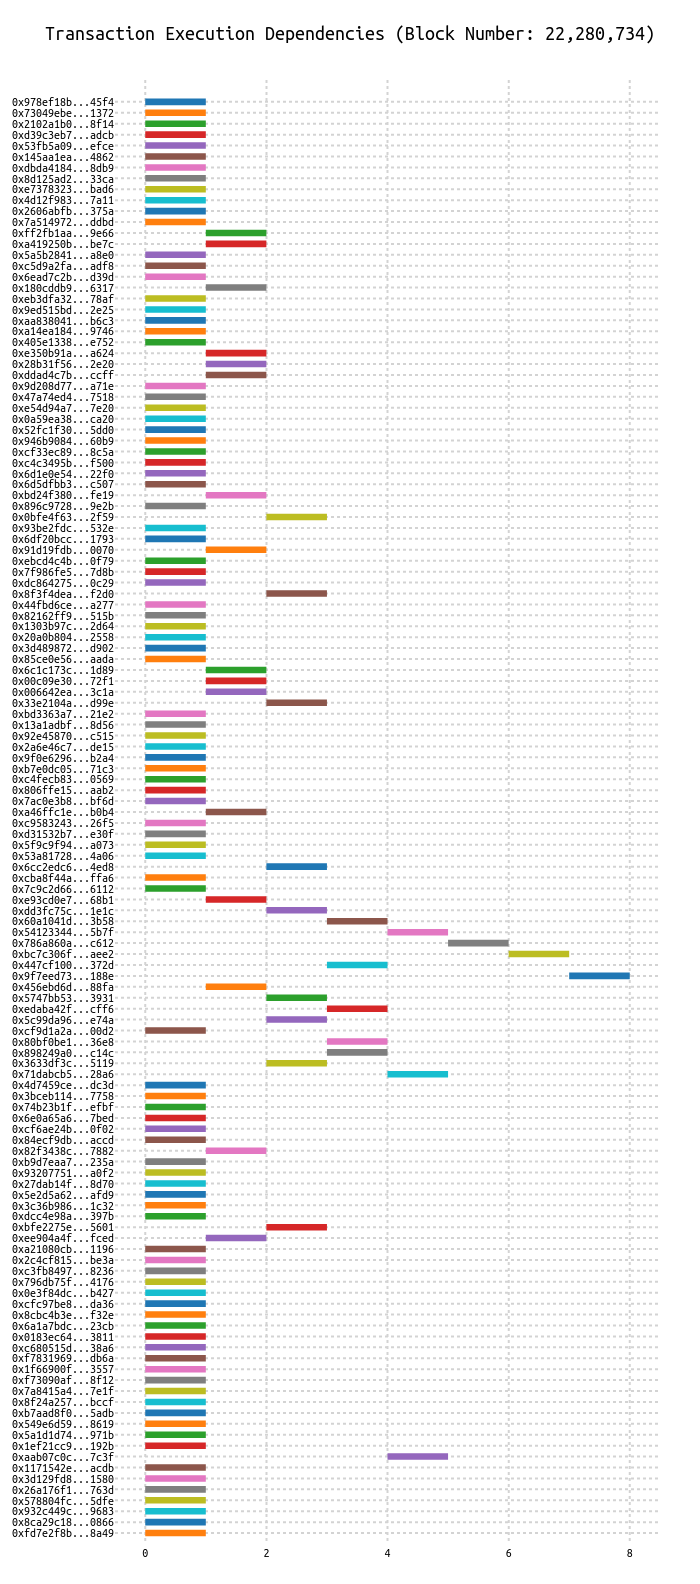 Transaction Execution Dependencies (Block Number: 22,280,734)
0x978ef18b...45f4
0x73049ebe...1372
0x2102a1b0...8f14
0xd39c3eb7...adcb
0x53fb5a09...efce
0x145aa1ea...4862
0xdbda4184...8db9
0x8d125ad2...33ca
0xe7378323...bad6
0x4d12f983...7a11
0x2606abfb...375a
0x7a514972...ddbd
0xff2fb1aa...9e66
0xa419250b...be7c
0x5a5b2841...a8e0
0xc5d9a2fa...adf8
0x6ead7c2b...d39d
0x180cddb9...6317
0xeb3dfa32...78af
0x9ed515bd...2e25
0xaa838041...b6c3
0xa14ea184...9746
0x405e1338...e752
0xe350b91a...a624
0x28b31f56...2e20
0xddad4c7b...ccff
0x9d208d77...a71e
0x47a74ed4...7518
0xe54d94a7...7e20
0x0a59ea38...ca20
0x52fc1f30...5dd0
0x946b9084...60b9
0xcf33ec89...8c5a
0xc4c3495b...f500
0x6d1e0e54...22f0
0x6d5dfbb3...c507
0xbd24f380...fe19
0x896c9728...9e2b
0x0bfe4f63...2f59
0x93be2fdc...532e
0x6df20bcc...1793
0x91d19fdb...0070
0xebcd4c4b...0f79
0x7f986fe5...7d8b
0xdc864275...0c29
0x8f3f4dea...f2d0
0x44fbd6ce...a277
0x82162ff9...515b
0x1303b97c...2d64
0x20a0b804...2558
0x3d489872...d902
0x85ce0e56...aada
0x6c1c173c...1d89
0x00c09e30...72f1
0x006642ea...3c1a
0x33e2104a...d99e
0xbd3363a7...21e2
0x13a1adbf...8d56
0x92e45870...c515
0x2a6e46c7...de15
0x9f0e6296...b2a4
0xb7e0dc05...71c3
0xc4fecb83...0569
0x806ffe15...aab2
0x7ac0e3b8...bf6d
0xa46ffc1e...b0b4
0xc9583243...26f5
0xd31532b7...e30f
0x5f9c9f94...a073
0x53a81728...4a06
0x6cc2edc6...4ed8
0xcba8f44a...ffa6
0x7c9c2d66...6112
0xe93cd0e7...68b1
0xdd3fc75c...1e1c
0x60a1041d...3b58
0x54123344...5b7f
0x786a860a...c612
0xbc7c306f...aee2
0x447cf100...372d
0x9f7eed73...188e
0x456ebd6d...88fa
0x5747bb53...3931
0xedaba42f...cff6
0x5c99da96...e74a
0xcf9d1a2a...00d2
0x80bf0be1...36e8
0x898249a0...c14c
0x3633df3c...5119
0x71dabcb5...28a6
0x4d7459ce...dc3d
0x3bceb114...7758
0x74b23b1f...efbf
0x6e0a65a6...7bed
0xcf6ae24b...0f02
0x84ecf9db...accd
0x82f3438c...7882
0xb9d7eaa7...235a
0x93207751...a0f2
0x27dab14f...8d70
0x5e2d5a62...afd9
0x3c36b986...1c32
0xdcc4e98a...397b
0xbfe2275e...5601
0xee904a4f...fced
0xa21080cb...1196
0x2c4cf815...be3a
0xc3fb8497...8236
0x796db75f...4176
0x0e3f84dc...b427
0xcfc97be8...da36
0x8cbc4b3e...f32e
0x6a1a7bdc...23cb
0x0183ec64...3811
0xc680515d...38a6
0xf7831969...db6a
0x1f66900f...3557
0xf73090af...8f12
0x7a8415a4...7e1f
0x8f24a257...bccf
0xb7aad8f0...5adb
0x549e6d59...8619
0x5a1d1d74...971b
0x1ef21cc9...192b
0xaab07c0c...7c3f
0x1171542e...acdb
0x3d129fd8...1580
0x26a176f1...763d
0x578804fc...5dfe
0x932c449c...9683
0x8ca29c18...0866
0xfd7e2f8b...8a49
0 2 4 6 8